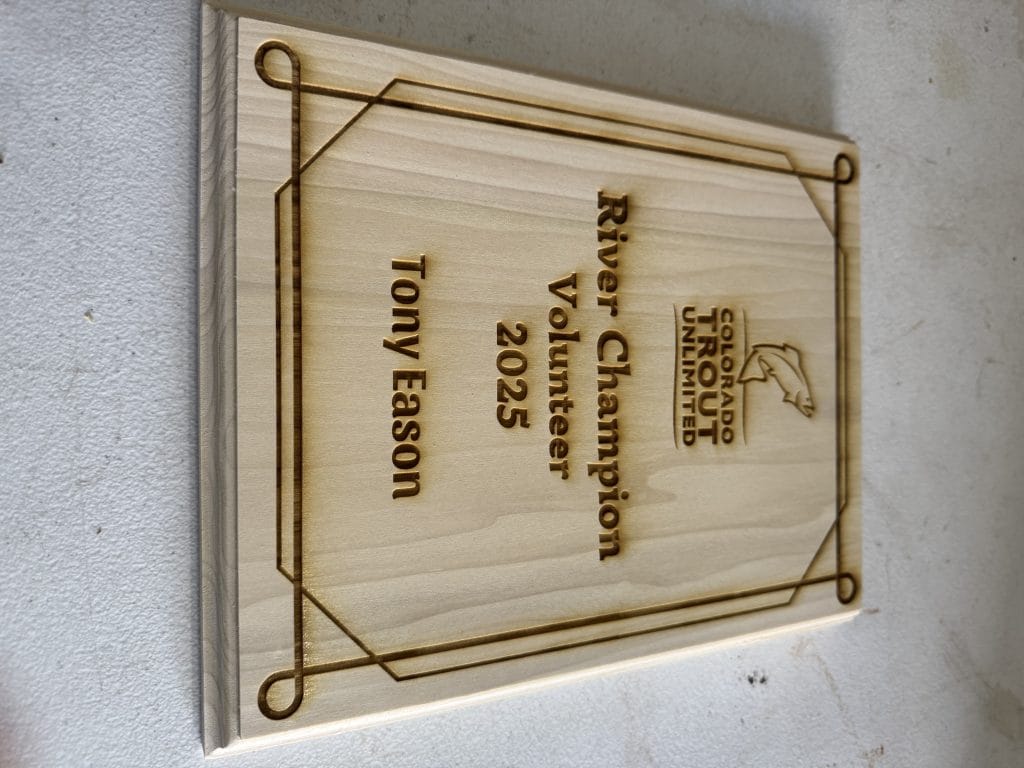 COLORADO
TROUT
UNLIMITED
River Champion
Volunteer
2025
Tony Eason